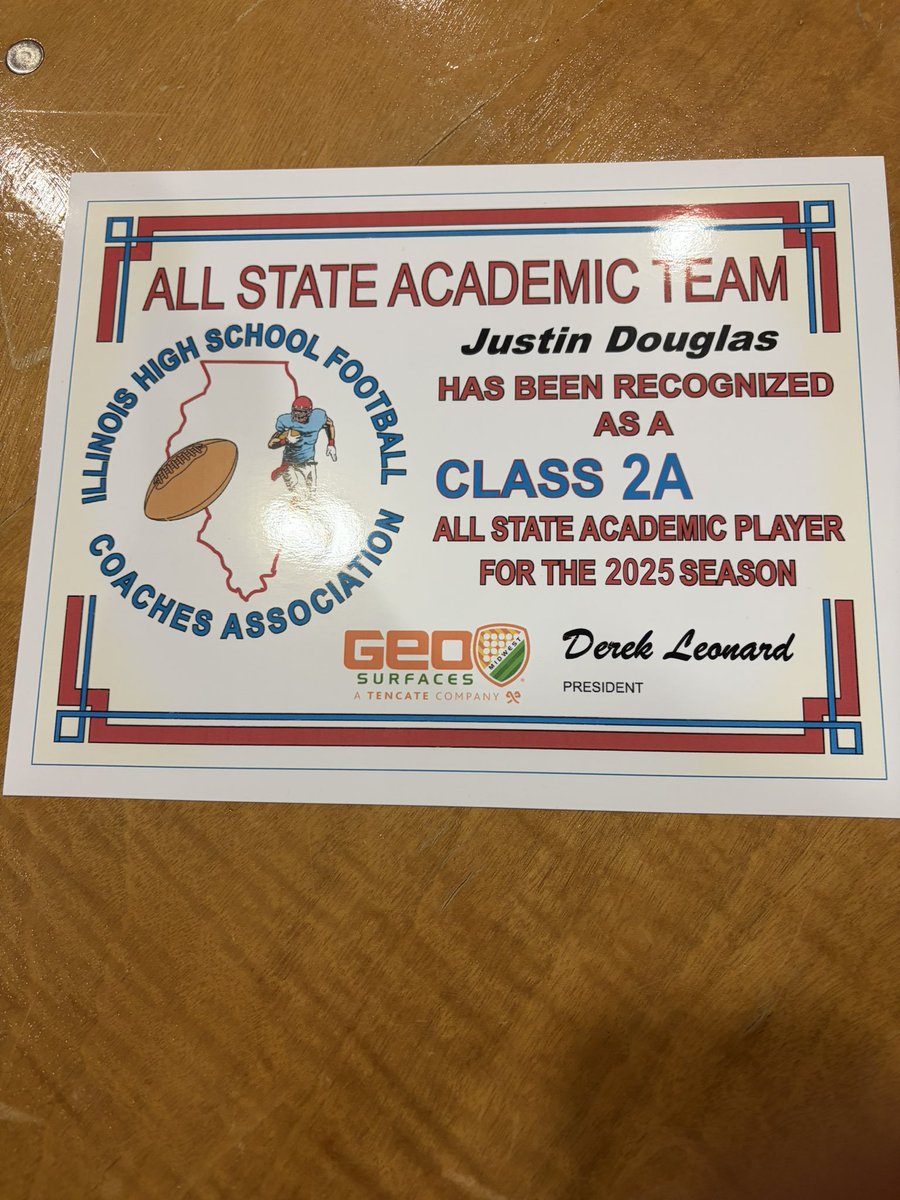 ALL STATE ACADEMIC TEAM
ILLINOIS HIGH SCHOOL FOOTBALL
COACHES ASSOCIATION
Justin Douglas
HAS BEEN RECOGNIZED
AS A
CLASS 2A
ALL STATE ACADEMIC PLAYER
FOR THE 2025 SEASON
GEO
SURFACES
MIDWEST
A TENCATE COMPANY
Derek Leonard
PRESIDENT